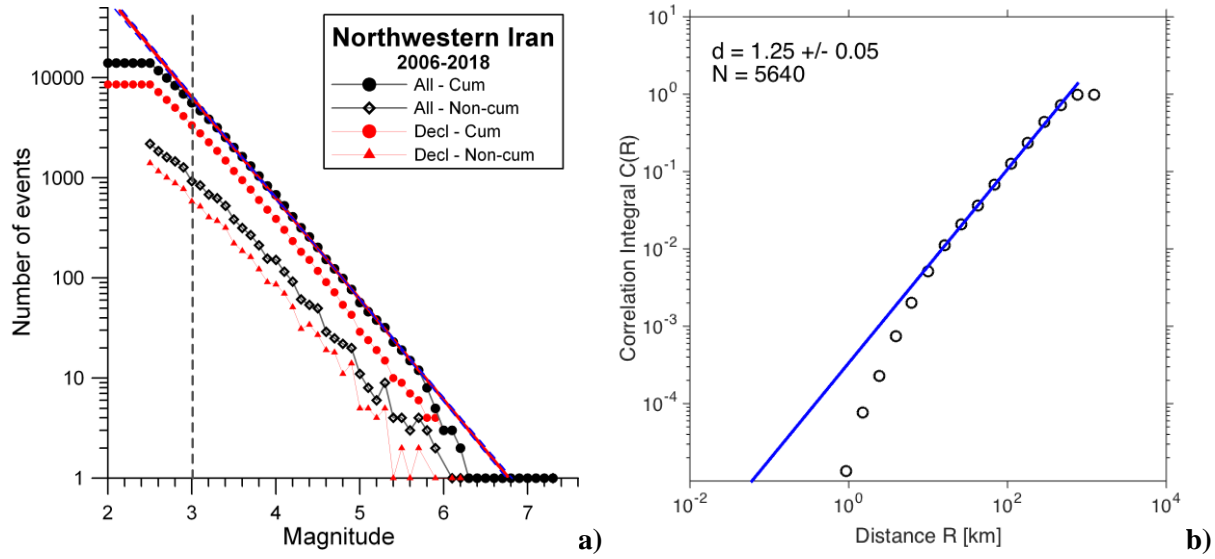 Northwestern Iran
2006-2018
All - Cum
All - Non-cum
Decl - Cum
Decl - Non-cum
Number of events
10000
1000
100
10
1
2 3 4 5 6 7
Magnitude
a)
d = 1.25 +/- 0.05
N = 5640
Correlation Integral C(R)
10^1
10^0
10^-1
10^-2
10^-3
10^-4
10^-2 10^0 10^2 10^4
Distance R [km]
b)